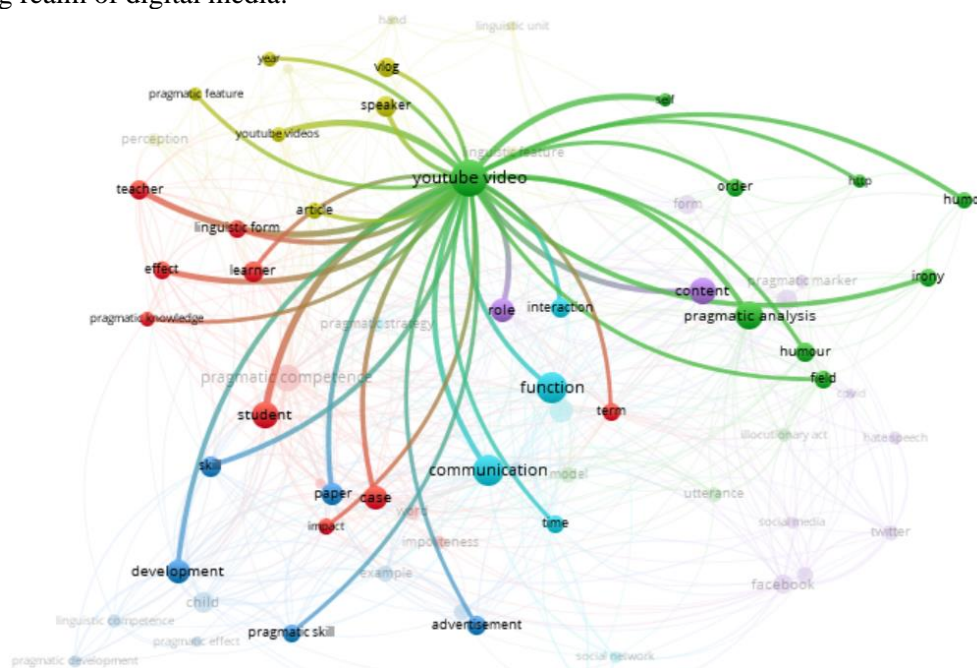 g realm of digital media.
hand
linguistic unit
year
vlog
pragmatic feature
speaker
self
youtube videos
perception
linguistic feature
youtube video
teacher
order
hup
humo
form
article
linguistic form
effect
learner
irony
pragmatic marker
content
role
interaction
pragmatic analysis
pragmatic knowledge
pragmatic strategy
humour
pragmatic competence
function
field
covid
student
term
illocutionary act
hate speech
skill
communication
model
paper
case
utterance
word
impact
time
social media
twitter
impoliteness
development
example
facebook
child
linguistic competence
advertisement
pragmatic skill
pragmatic effect
pragmatic development
social network